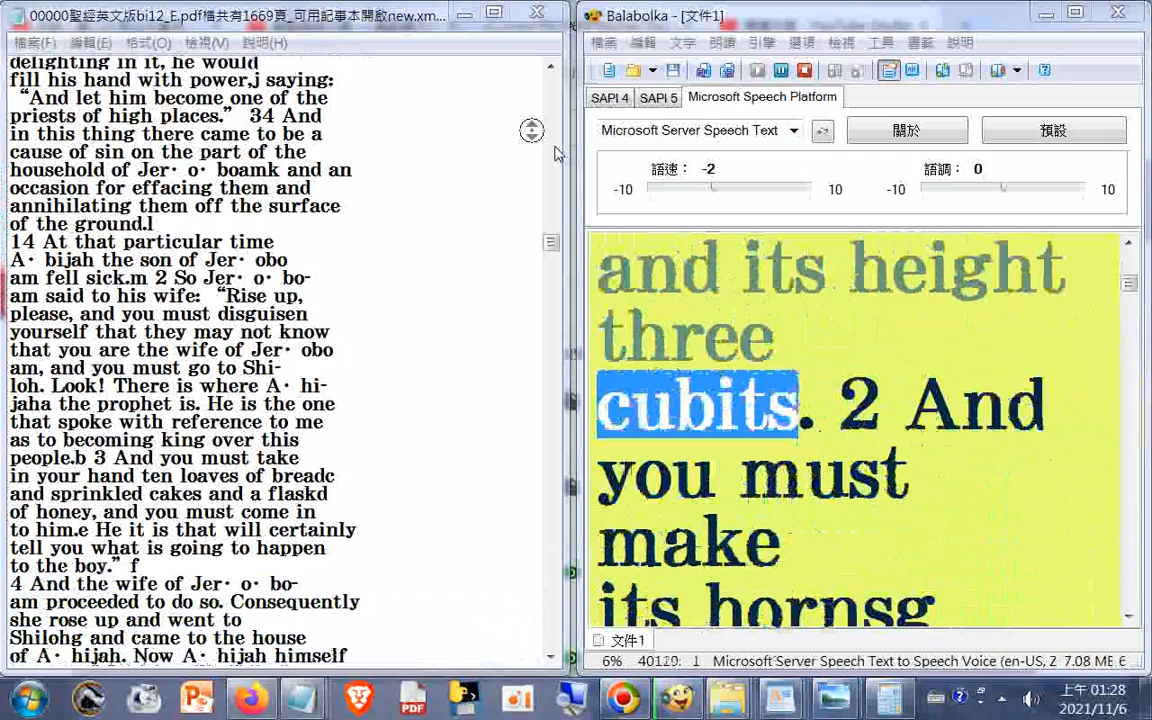 00000聖經英文版bi12_E.pdf檔共有1669頁_可用記事本開啟new.xm...
檔案(F) 編輯(E) 格式(O) 檢視(V) 說明(H)
delighting in it, he would
fill his hand with power,j saying:
“And let him become one of the
priests of high places.” 34 And
in this thing there came to be a
cause of sin on the part of the
household of Jer· o· boamk and an
occasion for effacing them and
annihilating them off the surface
of the ground.l
14 At that particular time
A· bijah the son of Jer· obo
am fell sick.m 2 So Jer· o· bo-
am said to his wife: “Rise up,
please, and you must disguisen
yourself that they may not know
that you are the wife of Jer· obo
am, and you must go to Shi-
loh. Look! There is where A· hi-
jaha the prophet is. He is the one
that spoke with reference to me
as to becoming king over this
people.b 3 And you must take
in your hand ten loaves of breadc
and sprinkled cakes and a flaskd
of honey, and you must come in
to him.e He it is that will certainly
tell you what is going to happen
to the boy.” f
4 And the wife of Jer· o· bo-
am proceeded to do so. Consequently
she rose up and went to
Shilohg and came to the house
of A· hijah. Now A· hijah himself
Balabolka - [文件1]
檔案 編輯 文字 朗讀 引擎 選項 檢視 工具 書籤 說明
SAPI 4 SAPI 5 Microsoft Speech Platform
Microsoft Server Speech Text 關於 預設
語速： -2 語調： 0
-10 10 -10 10
and its height
three
cubits. 2 And
you must
make
its hornsg
文件1
6% 40129: 1 Microsoft Server Speech Text to Speech Voice (en-US, Z 7.08 MB 6
上午 01:28
2021/11/6